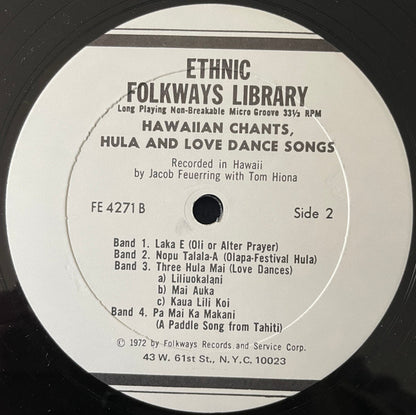 ETHNIC
FOLKWAYS LIBRARY
Long Playing Non-Breakable Micro Groove 33⅓ RPM
HAWAIIAN CHANTS,
HULA AND LOVE DANCE SONGS
Recorded in Hawaii
by Jacob Feuerring with Tom Hiona
FE 4271 B Side 2
Band 1. Laka E (Oli or Alter Prayer)
Band 2. Nopu Talala-A (Olapa-Festival Hula)
Band 3. Three Hula Mai (Love Dances)
a) Liliuokalani
b) Mai Auka
c) Kaua Lili Koi
Band 4. Pa Mai Ka Makani
(A Paddle Song from Tahiti)
© 1972 by Folkways Records and Service Corp.
43 W. 61st St., N.Y.C. 10023